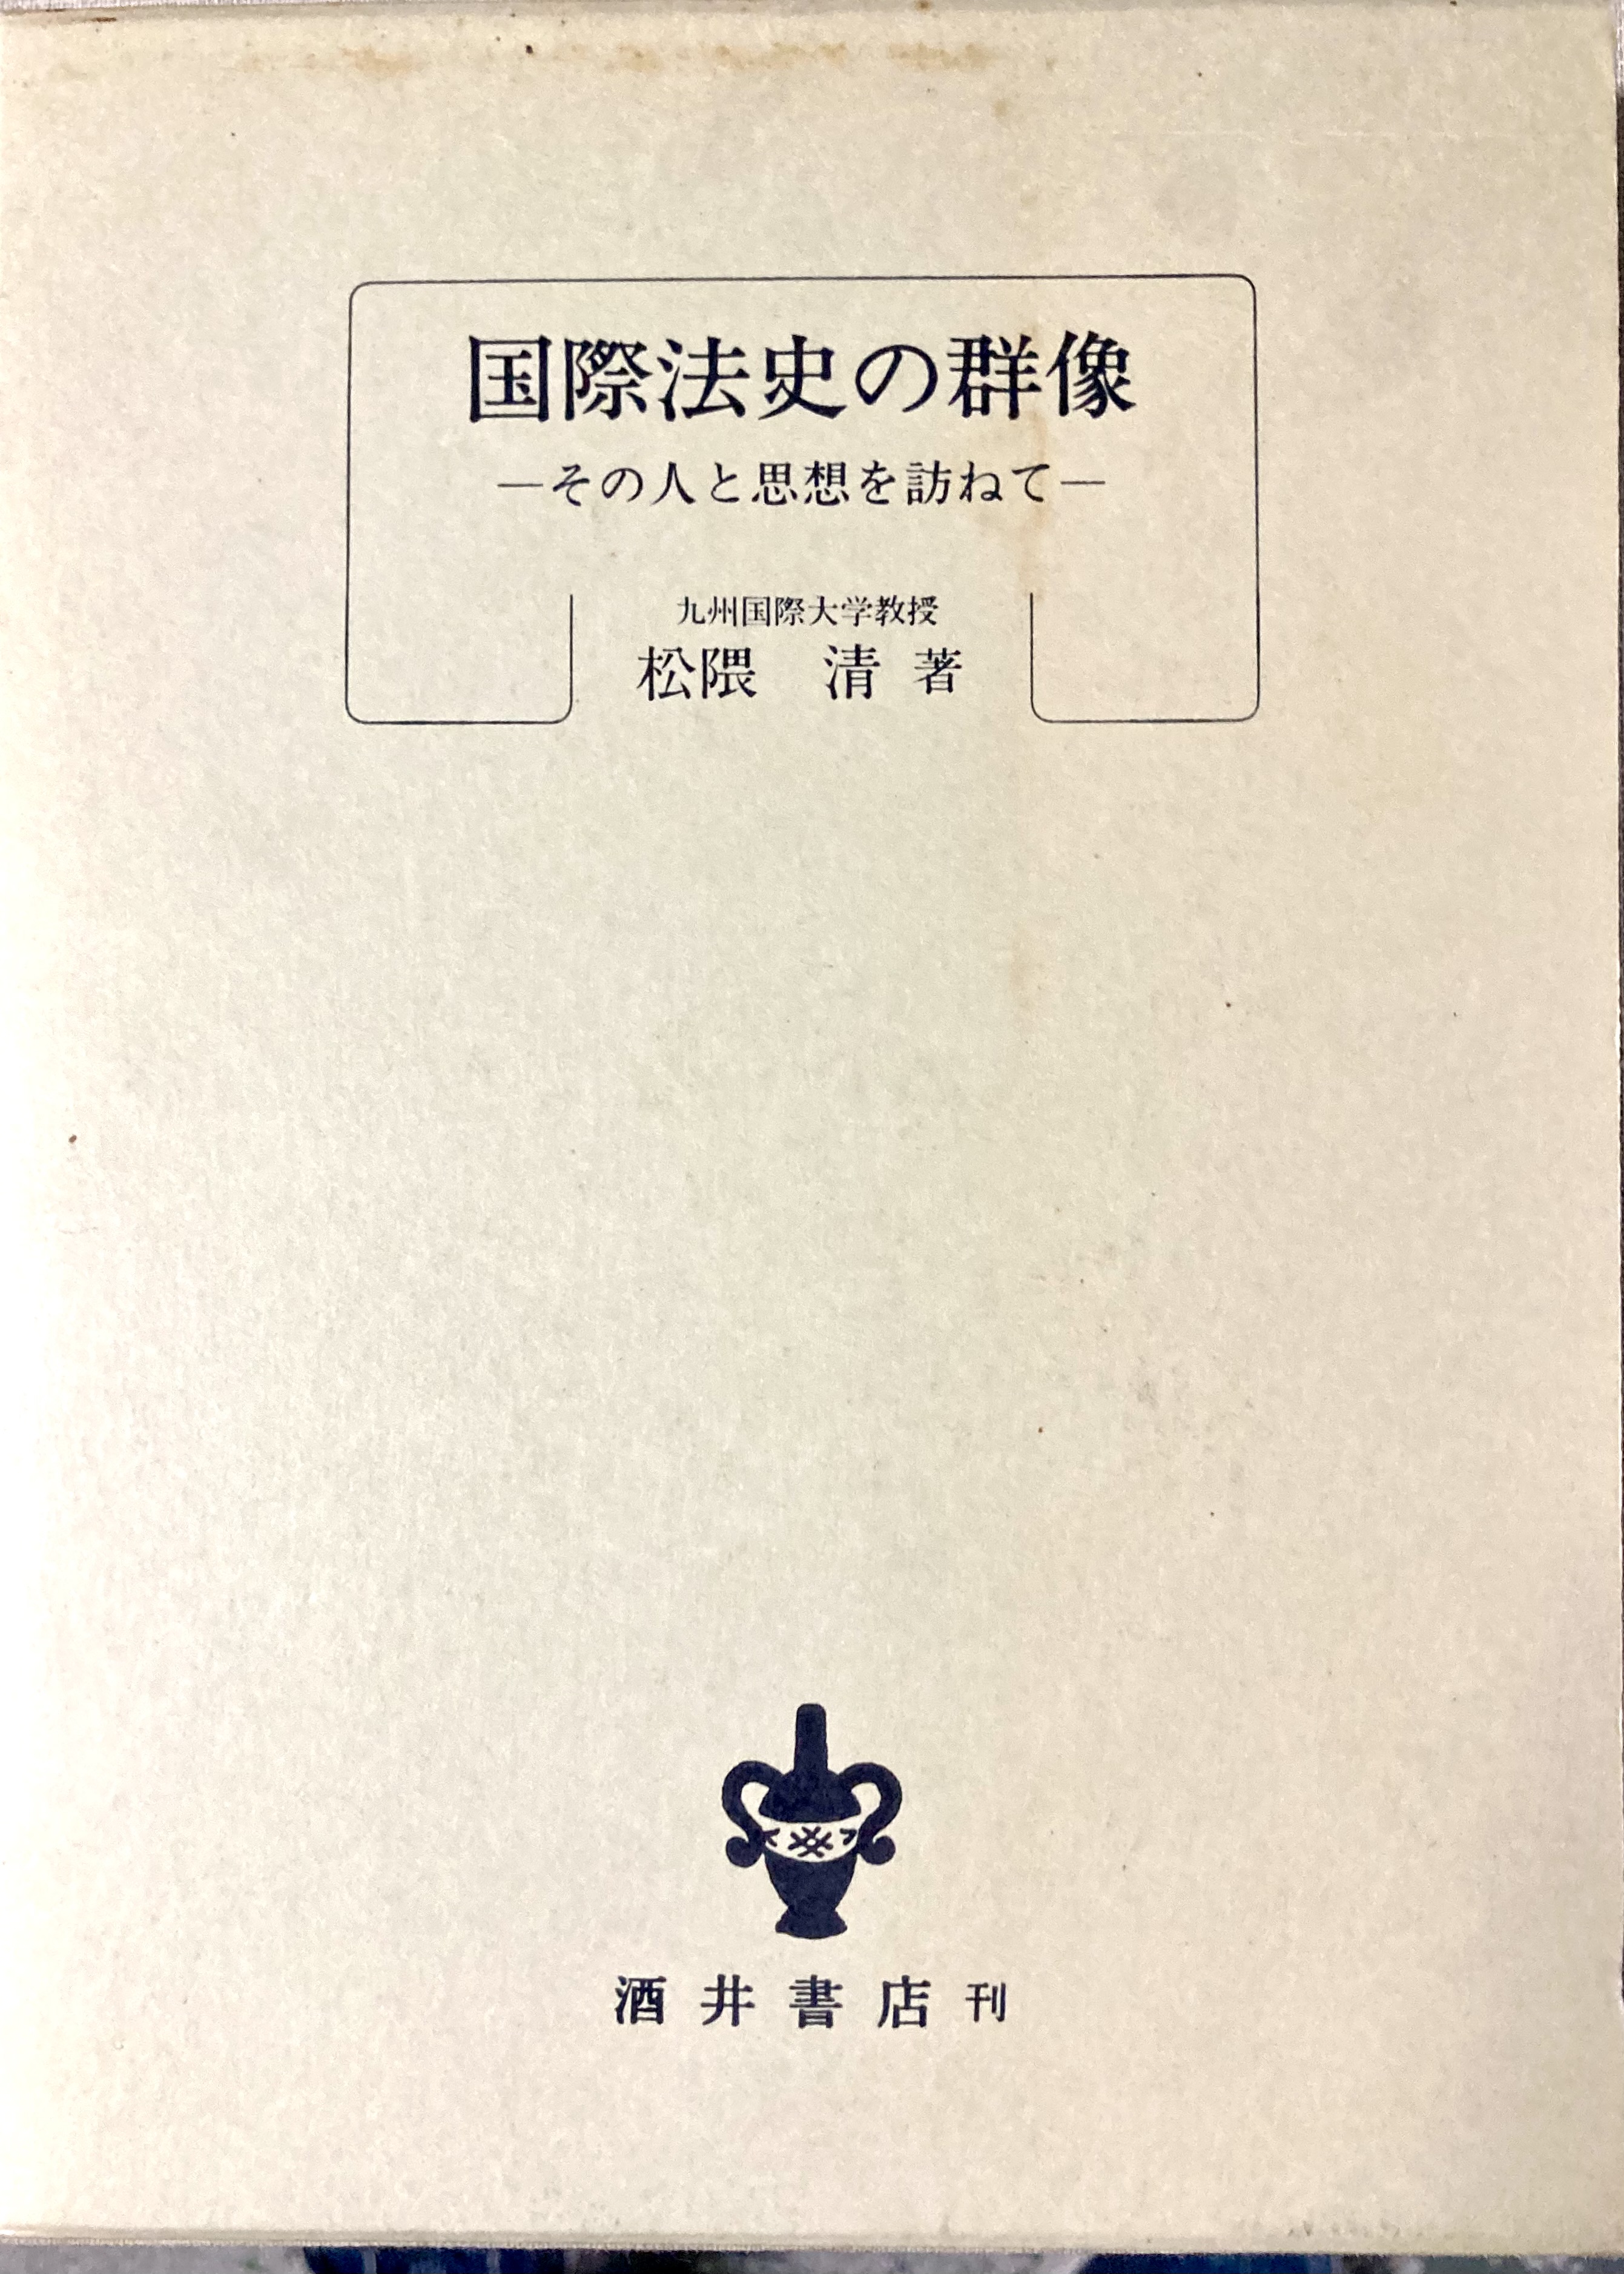 国際法史の群像
―その人と思想を訪ねて―
九州国際大学教授
松隈　清 著
酒井書店 刊